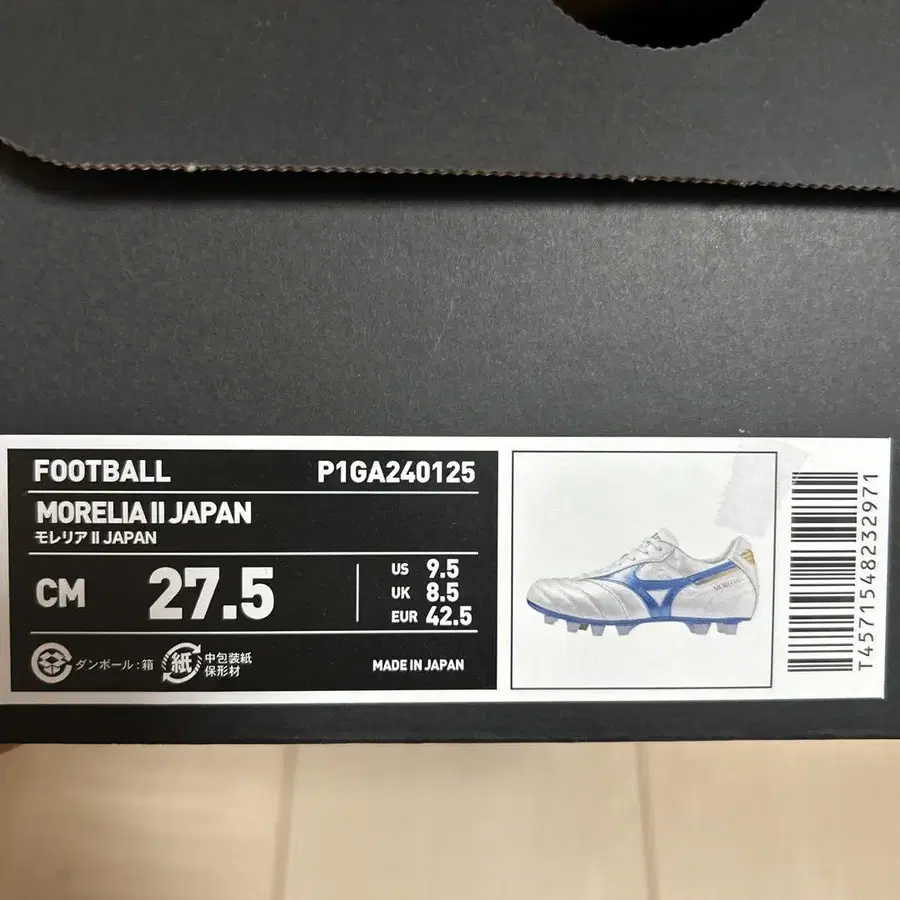 FOOTBALL P1GA240125
MORELIA II JAPAN
モレリア II JAPAN
CM 27.5
US 9.5
UK 8.5
EUR 42.5
ダンボール:箱
紙 中包装紙
保形材
MADE IN JAPAN
T4571548232971